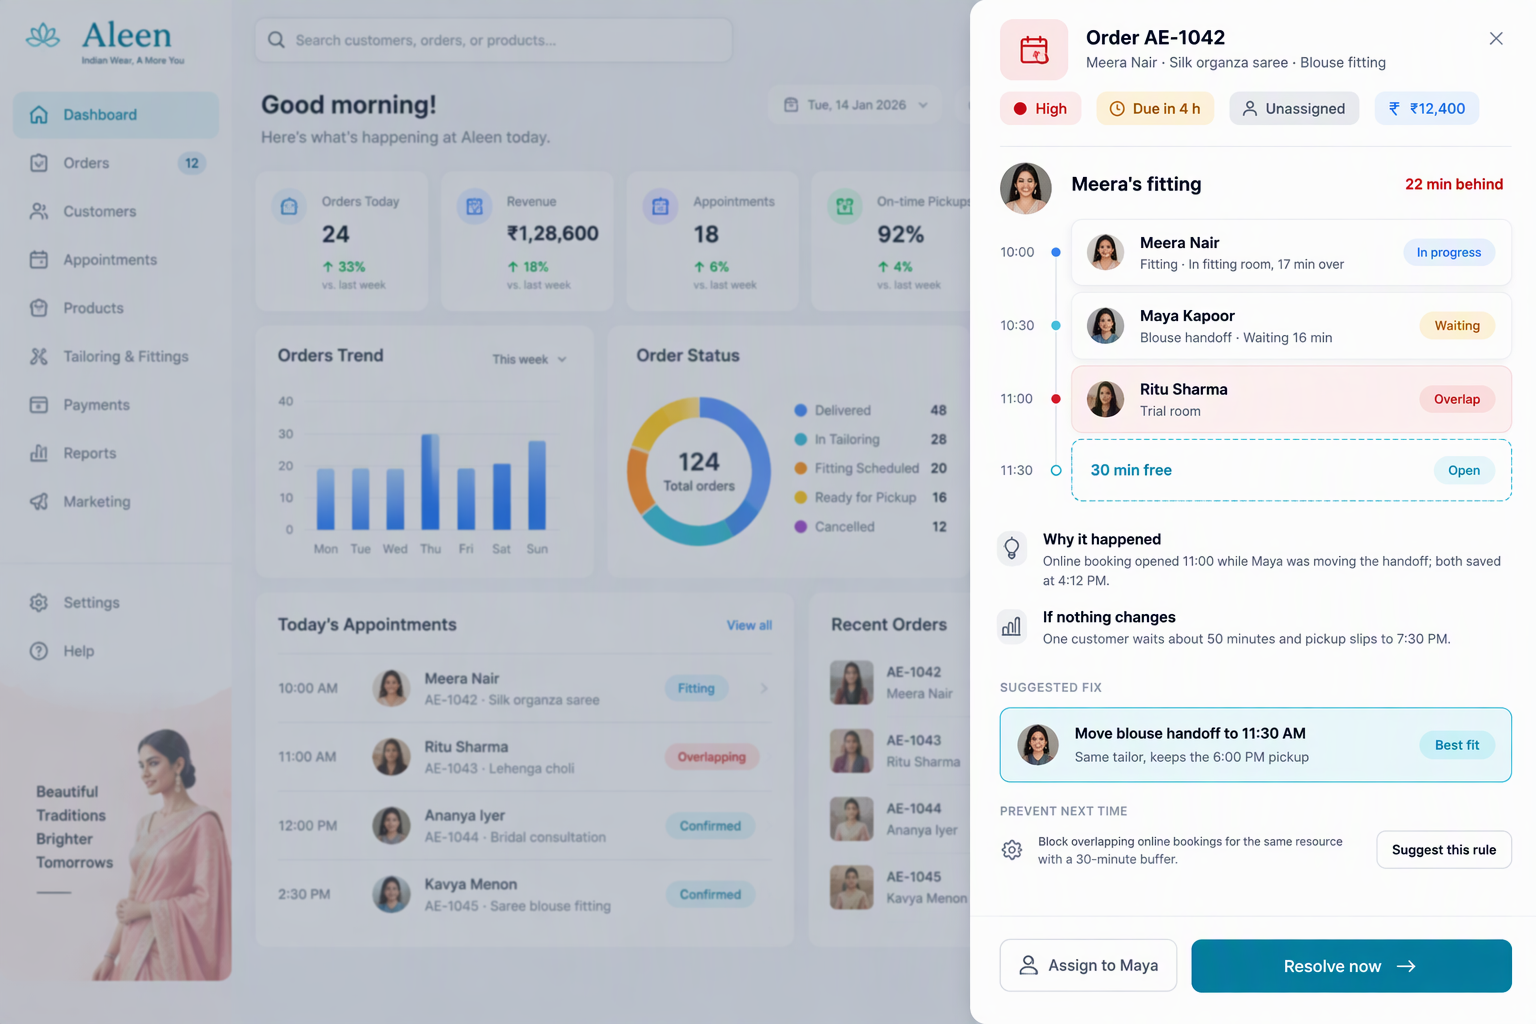 Aleen
Indian Wear, A More You
Dashboard
Orders
12
Customers
Appointments
Products
Tailoring & Fittings
Payments
Reports
Marketing
Settings
Help
Beautiful
Traditions
Brighter
Tomorrows
Search customers, orders, or products...
Good morning!
Here's what's happening at Aleen today.
Tue, 14 Jan 2026
Orders Today
24
↑ 33%
vs. last week
Revenue
₹1,28,600
↑ 18%
vs. last week
Appointments
18
↑ 6%
vs. last week
On-time Pickups
92%
↑ 4%
vs. last week
Orders Trend
This week
40
30
20
10
0
Mon Tue Wed Thu Fri Sat Sun
Order Status
124
Total orders
Delivered 48
In Tailoring 28
Fitting Scheduled 20
Ready for Pickup 16
Cancelled 12
Today's Appointments
View all
10:00 AM
Meera Nair
AE-1042 · Silk organza saree
Fitting
11:00 AM
Ritu Sharma
AE-1043 · Lehenga choli
Overlapping
12:00 PM
Ananya Iyer
AE-1044 · Bridal consultation
Confirmed
2:30 PM
Kavya Menon
AE-1045 · Saree blouse fitting
Confirmed
Recent Orders
AE-1042
Meera Nair
AE-1043
Ritu Sharma
AE-1044
Ananya Iyer
AE-1045
Kavya Menon
Order AE-1042
Meera Nair · Silk organza saree · Blouse fitting
High
Due in 4 h
Unassigned
₹ ₹12,400
Meera's fitting
22 min behind
10:00
Meera Nair
Fitting · In fitting room, 17 min over
In progress
10:30
Maya Kapoor
Blouse handoff · Waiting 16 min
Waiting
11:00
Ritu Sharma
Trial room
Overlap
11:30
30 min free
Open
Why it happened
Online booking opened 11:00 while Maya was moving the handoff; both saved
at 4:12 PM.
If nothing changes
One customer waits about 50 minutes and pickup slips to 7:30 PM.
SUGGESTED FIX
Move blouse handoff to 11:30 AM
Same tailor, keeps the 6:00 PM pickup
Best fit
PREVENT NEXT TIME
Block overlapping online bookings for the same resource
with a 30-minute buffer.
Suggest this rule
Assign to Maya
Resolve now →